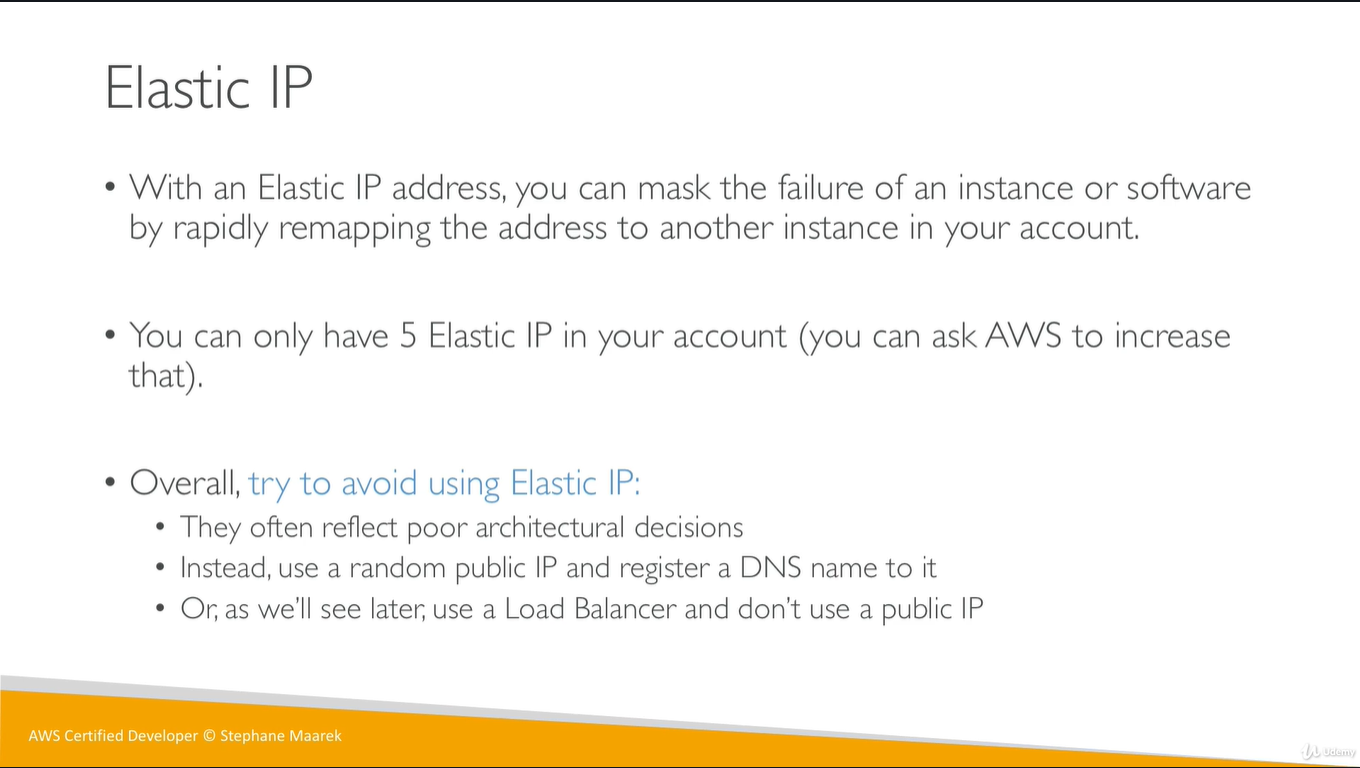 Elastic IP
• With an Elastic IP address, you can mask the failure of an instance or software
by rapidly remapping the address to another instance in your account.
• You can only have 5 Elastic IP in your account (you can ask AWS to increase
that).
• Overall, try to avoid using Elastic IP:
• They often reflect poor architectural decisions
• Instead, use a random public IP and register a DNS name to it
• Or, as we’ll see later, use a Load Balancer and don’t use a public IP
AWS Certified Developer © Stephane Maarek
Udemy